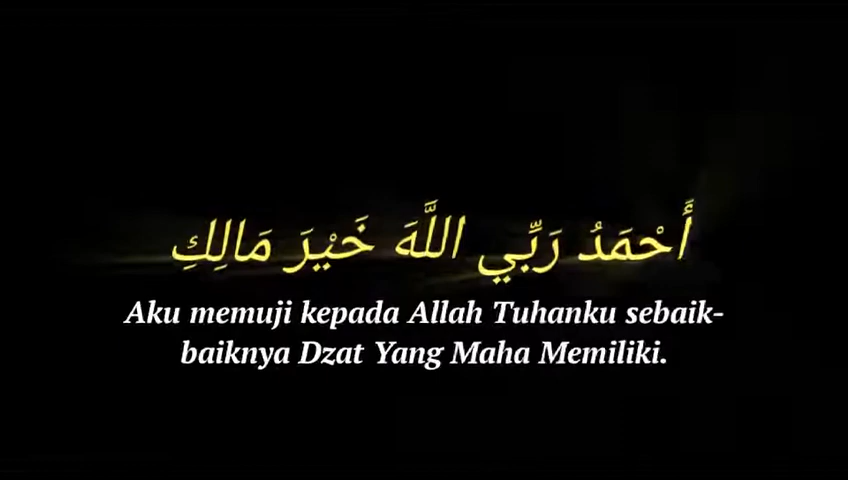 أَحْمَدُ رَبِّي اللَّهَ خَيْرَ مَالِكِ
Aku memuji kepada Allah Tuhanku sebaik-
baiknya Dzat Yang Maha Memiliki.